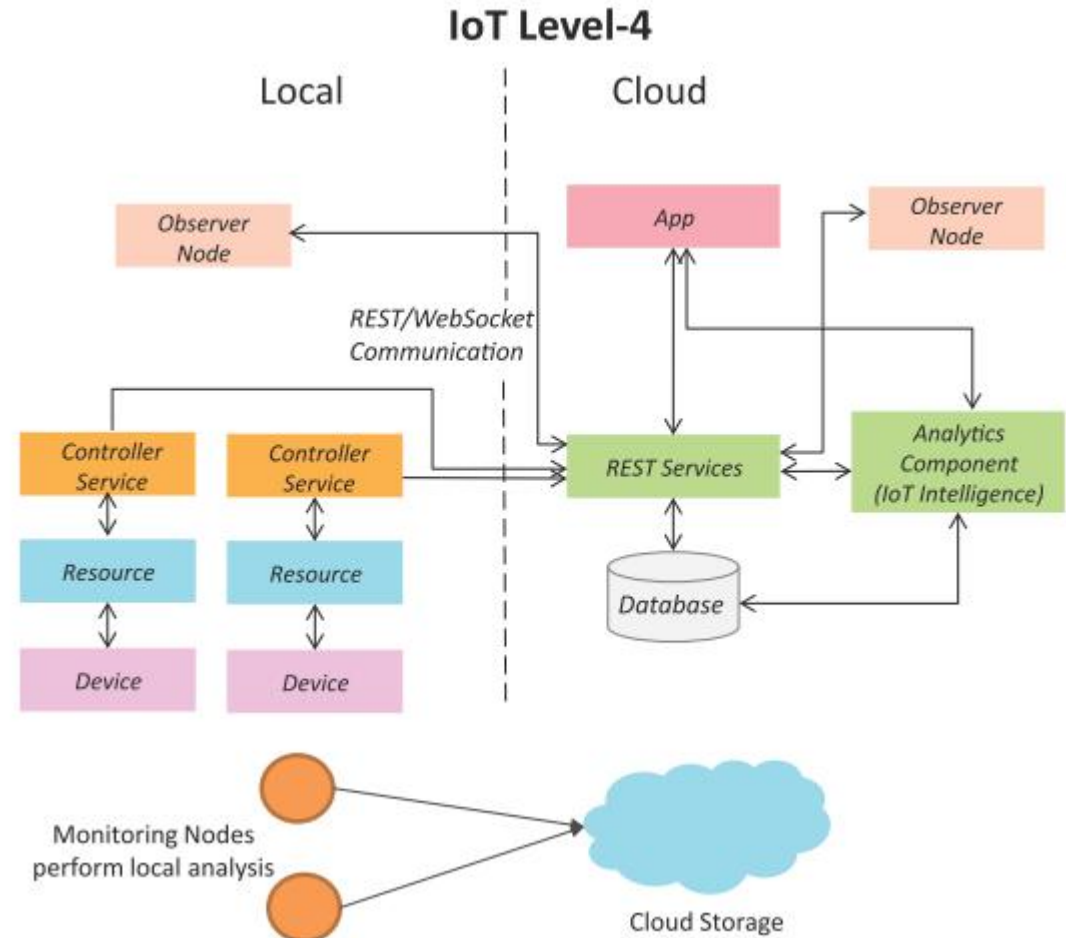 IoT Level-4
Local
Cloud
Observer
Node
App
Observer
Node
REST/WebSocket
Communication
Controller
Service
Controller
Service
REST Services
Analytics
Component
(IoT Intelligence)
Resource
Resource
Database
Device
Device
Monitoring Nodes
perform local analysis
Cloud Storage